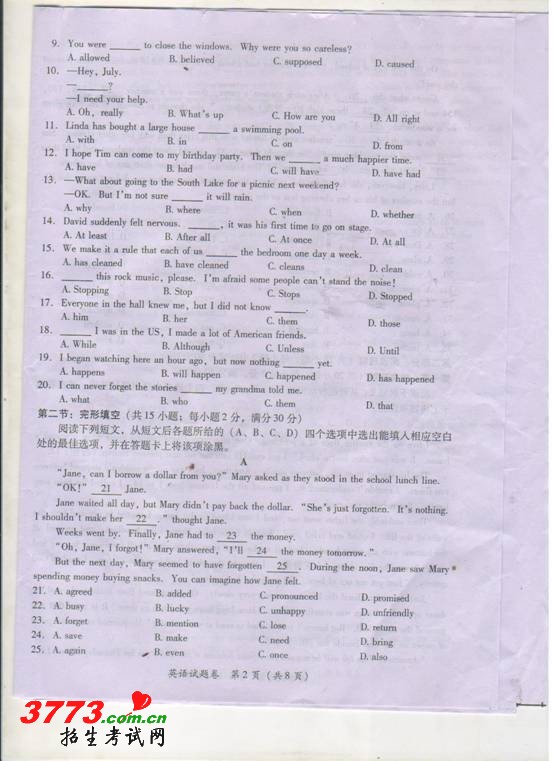 9. You were ______ to close the windows. Why were you so careless?
A. allowed B. believed C. supposed D. caused
10. —Hey, July.
—______?
—I need your help.
A. Oh, really B. What's up C. How are you D. All right
11. Linda has bought a large house ______ a swimming pool.
A. with B. in C. on D. from
12. I hope Tim can come to my birthday party. Then we ______ a much happier time.
A. have B. had C. will have D. have had
13. —What about going to the South Lake for a picnic next weekend?
—OK. But I'm not sure ______ it will rain.
A. why B. where C. when D. whether
14. David suddenly felt nervous. ______, it was his first time to go on stage.
A. At least B. After all C. At once D. At all
15. We make it a rule that each of us ______ the bedroom one day a week.
A. has cleaned B. have cleaned C. cleans D. clean
16. ______ this rock music, please. I'm afraid some people can't stand the noise!
A. Stopping B. Stop C. Stops D. Stopped
17. Everyone in the hall knew me, but I did not know ______.
A. him B. her C. them D. those
18. ______ I was in the US, I made a lot of American friends.
A. While B. Although C. Unless D. Until
19. I began watching here an hour ago, but now nothing ______ yet.
A. happens B. will happen C. happened D. has happened
20. I can never forget the stories ______ my grandma told me.
A. what B. who C. them D. that
第二节:完形填空(共15小题;每小题2分,满分30分)
阅读下列短文,从短文后各题所给的(A、B、C、D)四个选项中选出能填入相应空白
处的最佳选项,并在答题卡上将该项涂黑。
A
"Jane, can I borrow a dollar from you?" Mary asked as they stood in the school lunch line.
"OK!" 21 Jane.
Jane waited all day, but Mary didn't pay back the dollar. "She's just forgotten. It's nothing.
I shouldn't make her 22 ." thought Jane.
Weeks went by. Finally, Jane had to 23 the money.
"Oh, Jane, I forgot!" Mary answered, "I'll 24 the money tomorrow.".
But the next day, Mary seemed to have forgotten 25 . During the noon, Jane saw Mary
spending money buying snacks. You can imagine how Jane felt.
21. A. agreed B. added C. pronounced D. promised
22. A. busy B. lucky C. unhappy D. unfriendly
23. A. forget B. mention C. lose D. return
24. A. save B. make C. need D. bring
25. A. again B. even C. once D. also
英语试题卷 第2页(共8页)
3773.com.cn
招生考试网